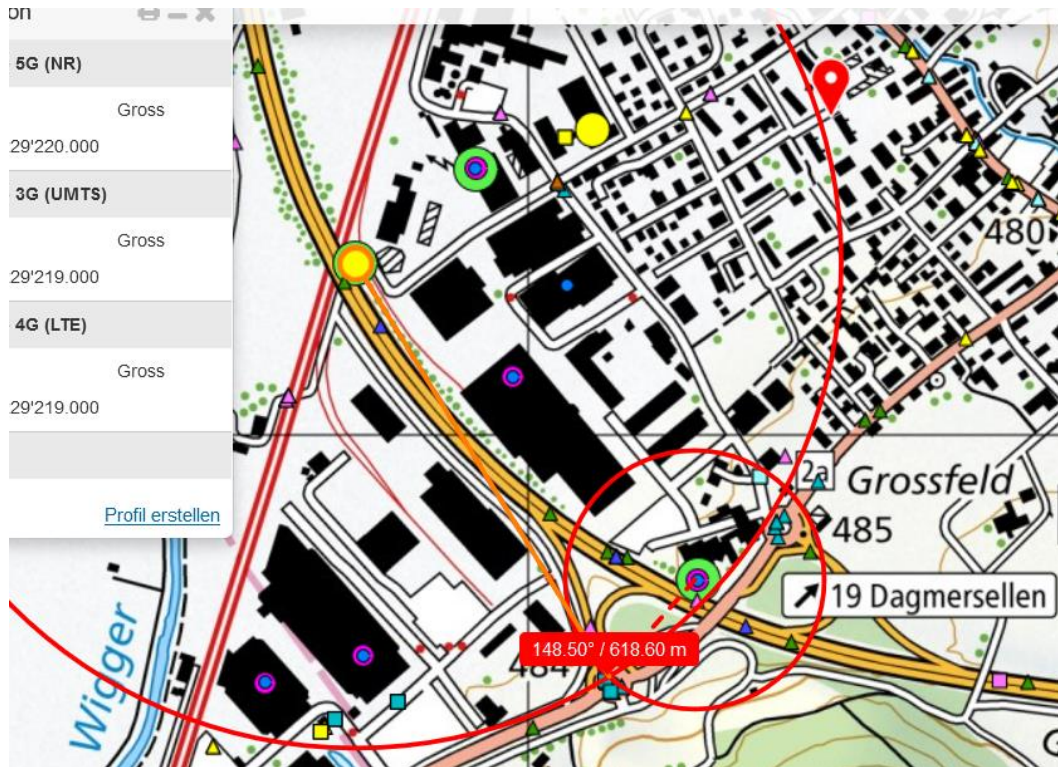 on
5G (NR)
Gross
29'220.000
3G (UMTS)
Gross
29'219.000
4G (LTE)
Gross
29'219.000
Profil erstellen
480
2a
Grossfeld
485
19 Dagmersellen
148.50° / 618.60 m
484
Wigger
G